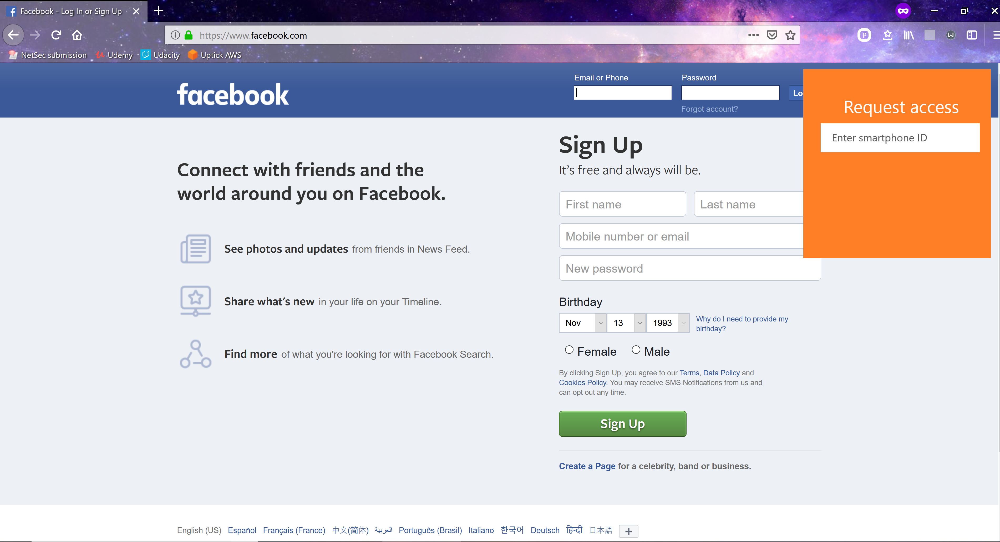 Facebook - Log In or Sign Up
https://www.facebook.com
NetSec submission Udemy Udacity Uptick AWS
facebook
Email or Phone
Password
Lo
Forgot account?
Request access
Enter smartphone ID
Connect with friends and the
world around you on Facebook.
See photos and updates from friends in News Feed.
Share what's new in your life on your Timeline.
Find more of what you're looking for with Facebook Search.
Sign Up
It's free and always will be.
First name
Last name
Mobile number or email
New password
Birthday
Nov 13 1993
Why do I need to provide my
birthday?
Female Male
By clicking Sign Up, you agree to our Terms, Data Policy and
Cookies Policy. You may receive SMS Notifications from us and
can opt out any time.
Sign Up
Create a Page for a celebrity, band or business.
English (US) Español Français (France) 中文(简体) العربية Português (Brasil) Italiano 한국어 Deutsch हिन्दी 日本語